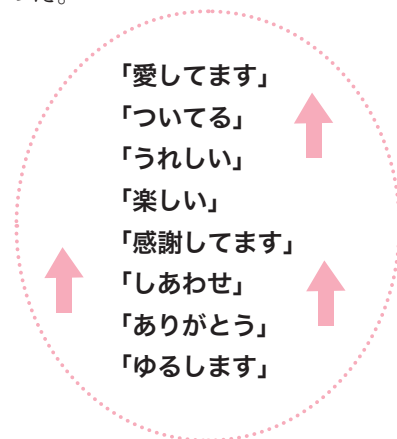 た。
「愛してます」
「ついてる」
「うれしい」
「楽しい」
「感謝してます」
「しあわせ」
「ありがとう」
「ゆるします」